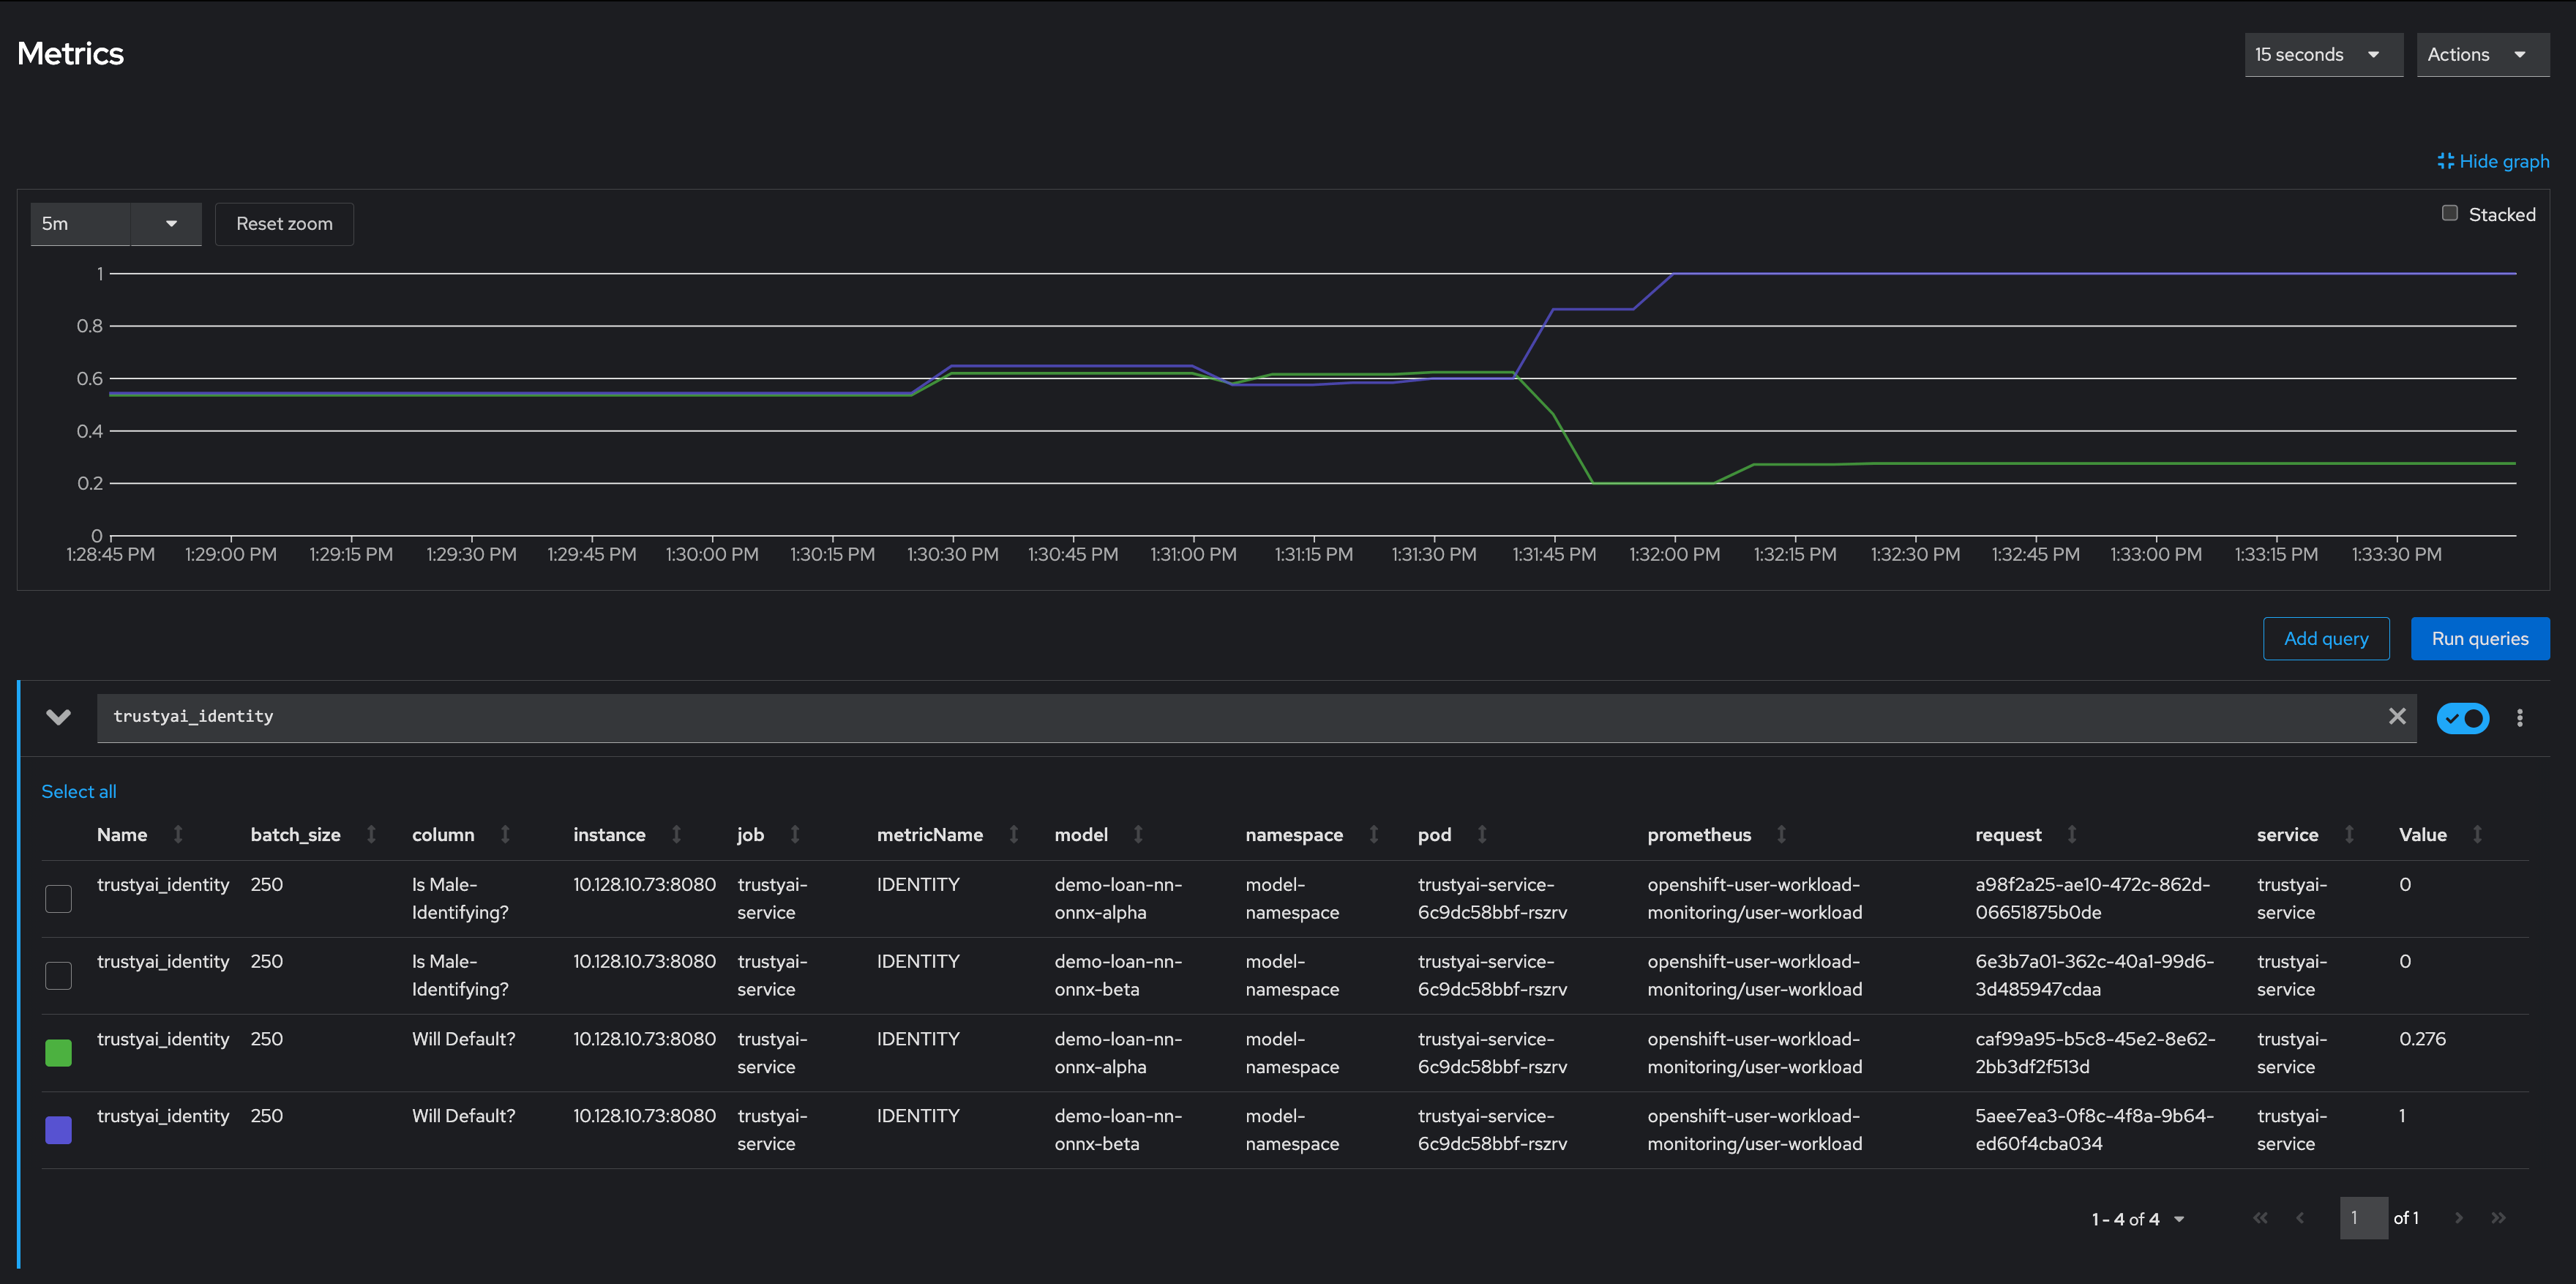 Metrics
15 seconds
Actions
Hide graph
5m
Reset zoom
Stacked
1
0.8
0.6
0.4
0.2
0
1:28:45 PM 1:29:00 PM 1:29:15 PM 1:29:30 PM 1:29:45 PM 1:30:00 PM 1:30:15 PM 1:30:30 PM 1:30:45 PM 1:31:00 PM 1:31:15 PM 1:31:30 PM 1:31:45 PM 1:32:00 PM 1:32:15 PM 1:32:30 PM 1:32:45 PM 1:33:00 PM 1:33:15 PM 1:33:30 PM
Add query
Run queries
trustyai_identity
Select all
Name batch_size column instance job metricName model namespace pod prometheus request service Value
trustyai_identity 250 Is Male- 10.128.10.73:8080 trustyai- IDENTITY demo-loan-nn- model- trustyai-service- openshift-user-workload- a98f2a25-ae10-472c-862d- trustyai- 0
Identifying? service onnx-alpha namespace 6c9dc58bbf-rszrv monitoring/user-workload 06651875b0de service
trustyai_identity 250 Is Male- 10.128.10.73:8080 trustyai- IDENTITY demo-loan-nn- model- trustyai-service- openshift-user-workload- 6e3b7a01-362c-40a1-99d6- trustyai- 0
Identifying? service onnx-beta namespace 6c9dc58bbf-rszrv monitoring/user-workload 3d485947cdaa service
trustyai_identity 250 Will Default? 10.128.10.73:8080 trustyai- IDENTITY demo-loan-nn- model- trustyai-service- openshift-user-workload- caf99a95-b5c8-45e2-8e62- trustyai- 0.276
service onnx-alpha namespace 6c9dc58bbf-rszrv monitoring/user-workload 2bb3df2f513d service
trustyai_identity 250 Will Default? 10.128.10.73:8080 trustyai- IDENTITY demo-loan-nn- model- trustyai-service- openshift-user-workload- 5aee7ea3-0f8c-4f8a-9b64- trustyai- 1
service onnx-beta namespace 6c9dc58bbf-rszrv monitoring/user-workload ed60f4cba034 service
1 - 4 of 4
1 of 1